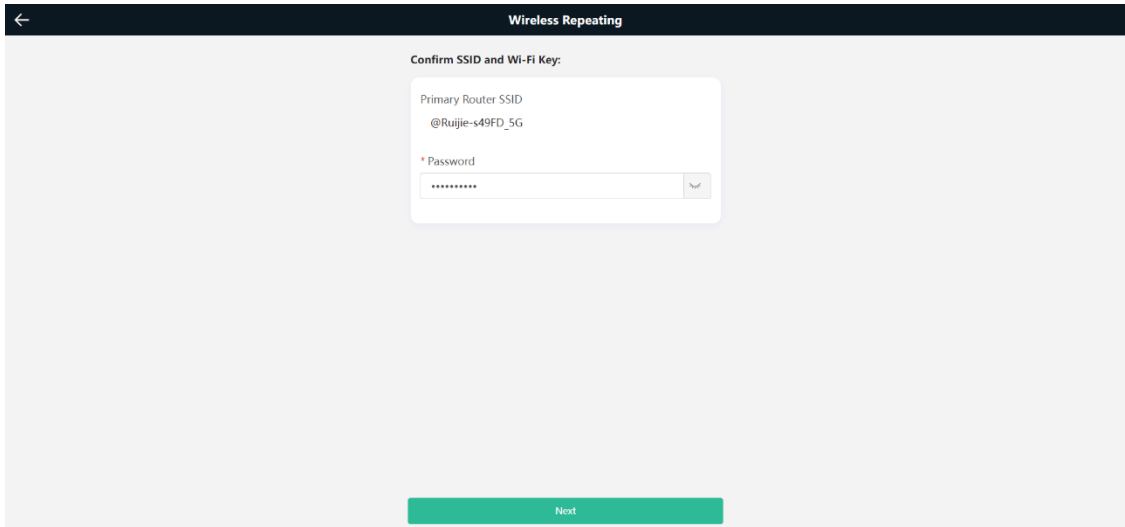 Wireless Repeating
Confirm SSID and Wi-Fi Key:
Primary Router SSID
@Ruijie-s49FD_5G
* Password
••••••••••
Next